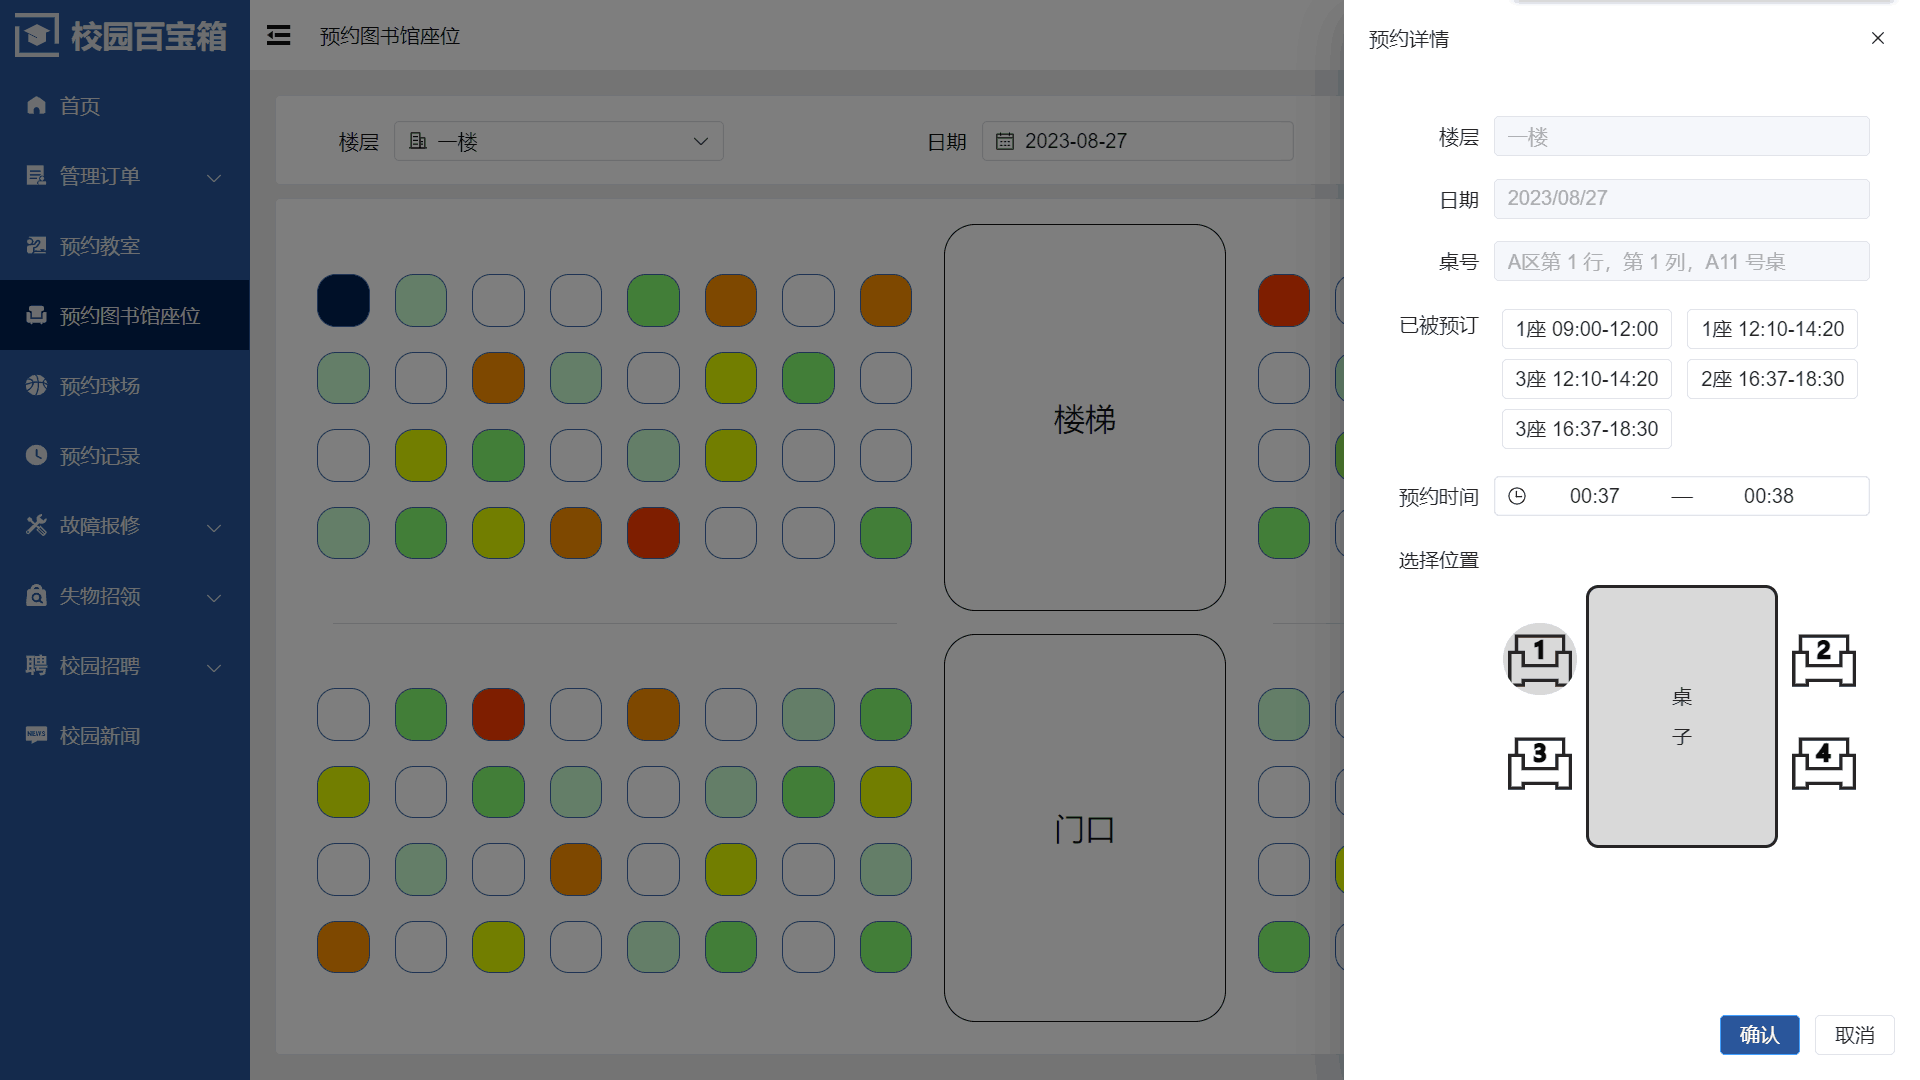 校园百宝箱
首页
管理订单
预约教室
预约图书馆座位
预约球场
预约记录
故障报修
失物招领
聘 校园招聘
NEWS 校园新闻
预约图书馆座位
楼层 一楼
日期 2023-08-27
楼梯
门口
预约详情
楼层 一楼
日期 2023/08/27
桌号 A区第 1 行，第 1 列，A11 号桌
已被预订
1座 09:00-12:00 1座 12:10-14:20
3座 12:10-14:20 2座 16:37-18:30
3座 16:37-18:30
预约时间 00:37 — 00:38
选择位置
1 2
桌
子
3 4
确认 取消